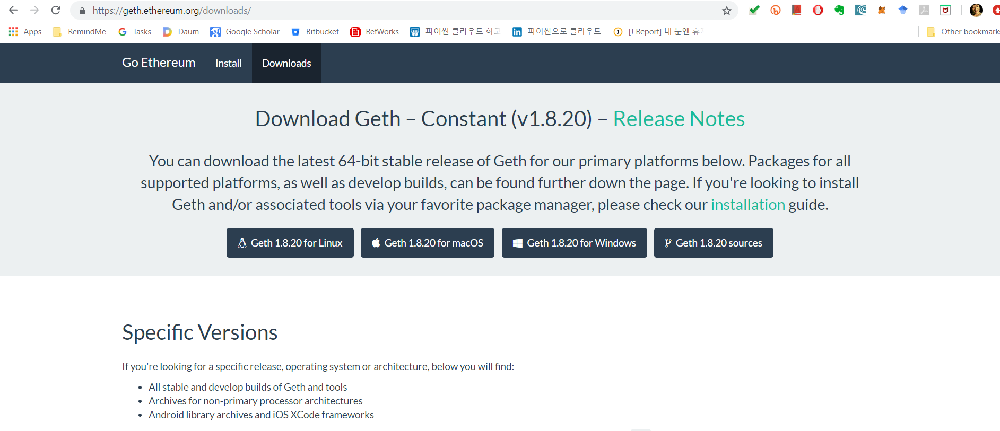 https://geth.ethereum.org/downloads/
Apps RemindMe Tasks Daum Google Scholar Bitbucket RefWorks 파이썬 클라우드 하고 파이썬으로 클라우드 [J Report] 내 눈엔 Other bookmarks
Go Ethereum Install Downloads
Download Geth – Constant (v1.8.20) – Release Notes
You can download the latest 64-bit stable release of Geth for our primary platforms below. Packages for all
supported platforms, as well as develop builds, can be found further down the page. If you're looking to install
Geth and/or associated tools via your favorite package manager, please check our installation guide.
Geth 1.8.20 for Linux Geth 1.8.20 for macOS Geth 1.8.20 for Windows Geth 1.8.20 sources
Specific Versions
If you're looking for a specific release, operating system or architecture, below you will find:
• All stable and develop builds of Geth and tools
• Archives for non-primary processor architectures
• Android library archives and iOS XCode frameworks